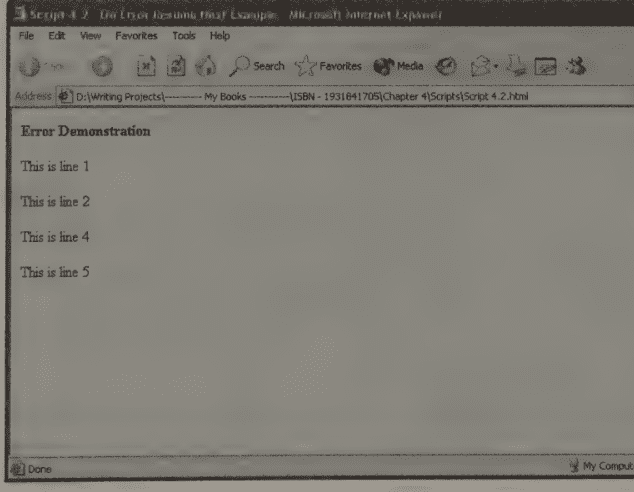 Script 4.2 On Error Resume Next Example - Microsoft Internet Explorer
File Edit View Favorites Tools Help
Search Favorites Media
Address D:\Writing Projects\---------- My Books -----------\ISBN - 1931841705\Chapter 4\Scripts\Script 4.2.html
Error Demonstration
This is line 1
This is line 2
This is line 4
This is line 5
Done
My Comput